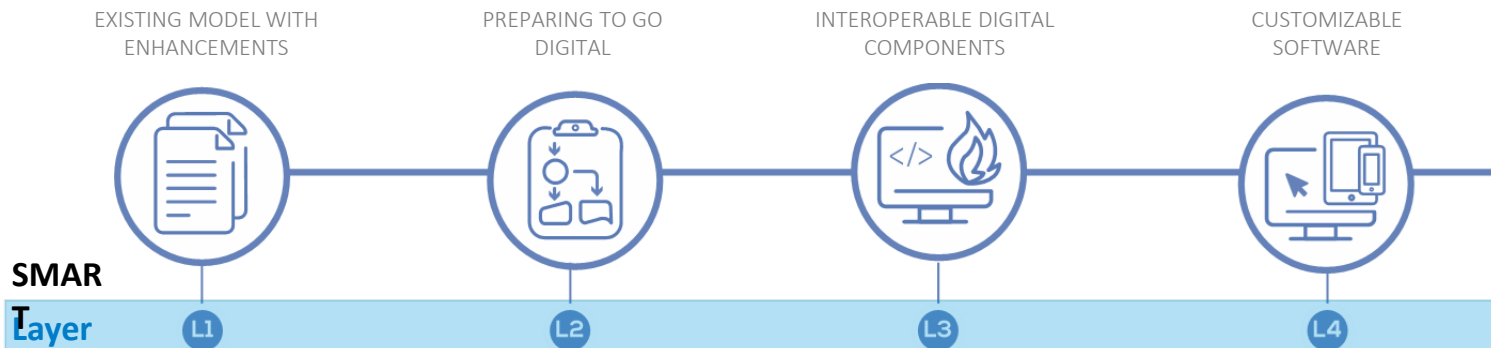 EXISTING MODEL WITH
ENHANCEMENTS
PREPARING TO GO
DIGITAL
INTEROPERABLE DIGITAL
COMPONENTS
CUSTOMIZABLE
SOFTWARE
</>
SMAR
T
Layer
L1
L2
L3
L4